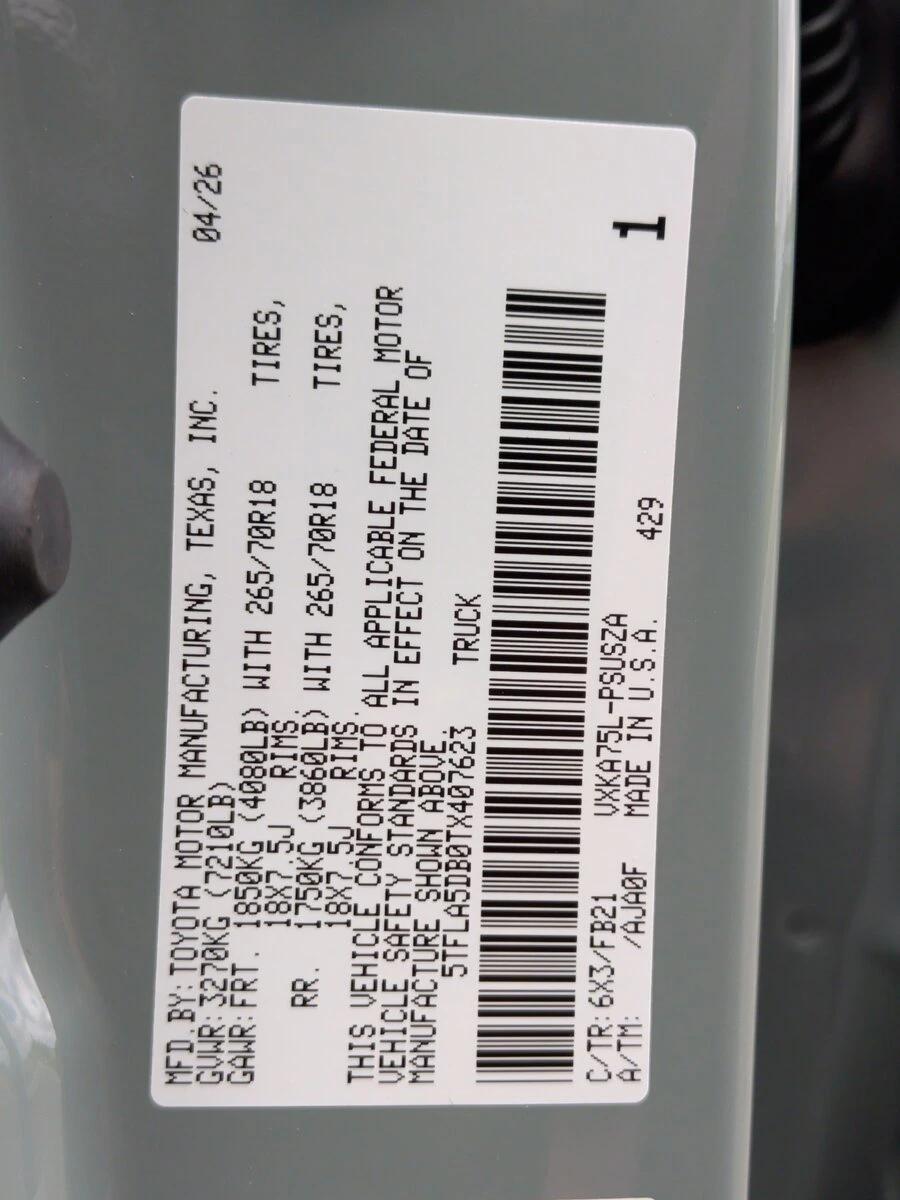 MFD.BY: TOYOTA MOTOR MANUFACTURING, TEXAS, INC. 04/26
GVWR: 3270KG (7210LB)
GAWR: FRT. 1850KG (4080LB) WITH 265/70R18 TIRES,
18X7.5J RIMS.
RR. 1750KG (3860LB) WITH 265/70R18 TIRES,
18X7.5J RIMS.
THIS VEHICLE CONFORMS TO ALL APPLICABLE FEDERAL MOTOR
VEHICLE SAFETY STANDARDS IN EFFECT ON THE DATE OF
MANUFACTURE SHOWN ABOVE.
5TFLA5DB0TX407623 TRUCK
C/TR: 6X3/FB21 VXKA75L-PSUSZA 1
A/TM: /AJA0F MADE IN U.S.A. 429